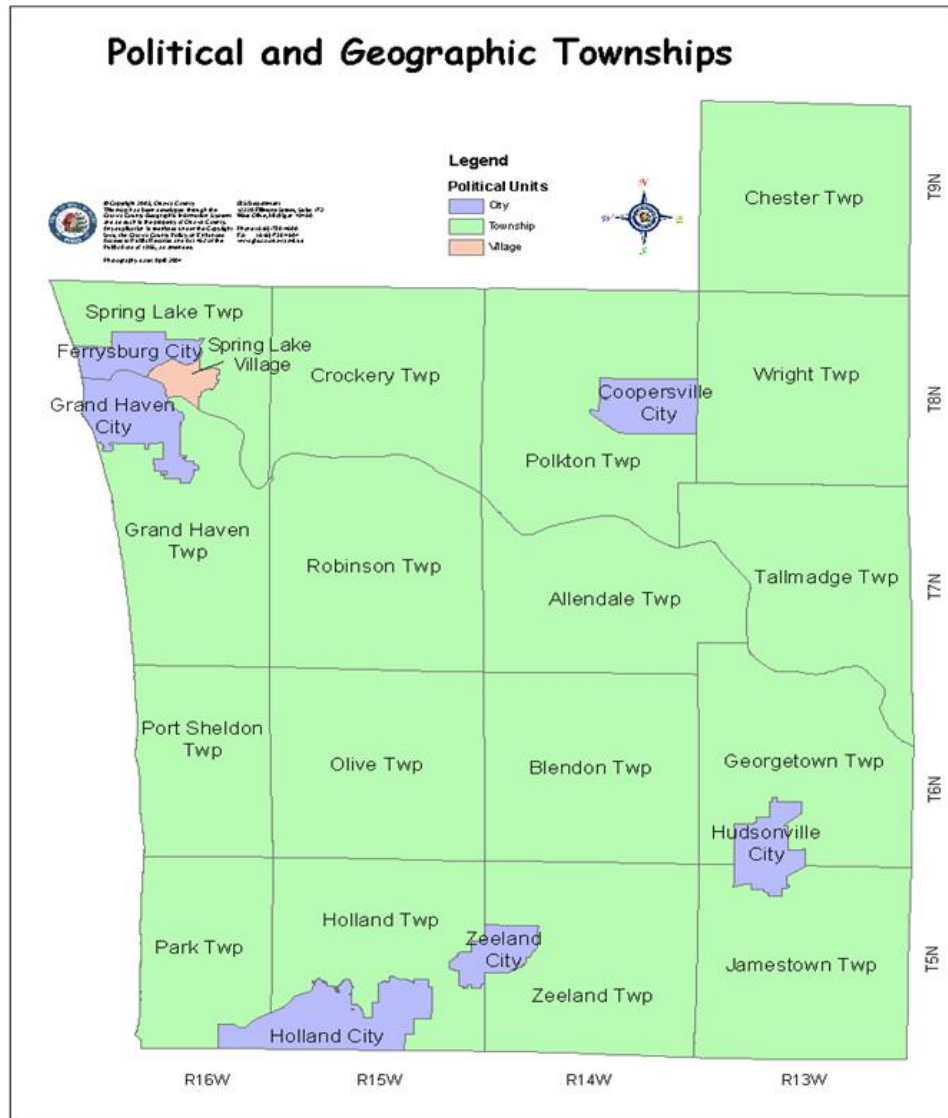 Political and Geographic Townships
Legend
Political Units
City
Township
Village
N
W
E
S
Chester Twp
T9N
Spring Lake Twp
Ferrysburg City
Spring Lake
Village
Grand Haven
City
Crockery Twp
Coopersville
City
Polkton Twp
Wright Twp
T8N
Grand Haven
Twp
Robinson Twp
Allendale Twp
Tallmadge Twp
T7N
Port Sheldon
Twp
Olive Twp
Blendon Twp
Georgetown Twp
Hudsonville
City
T6N
Park Twp
Holland Twp
Zeeland
City
Holland City
Zeeland Twp
Jamestown Twp
T5N
R16W
R15W
R14W
R13W